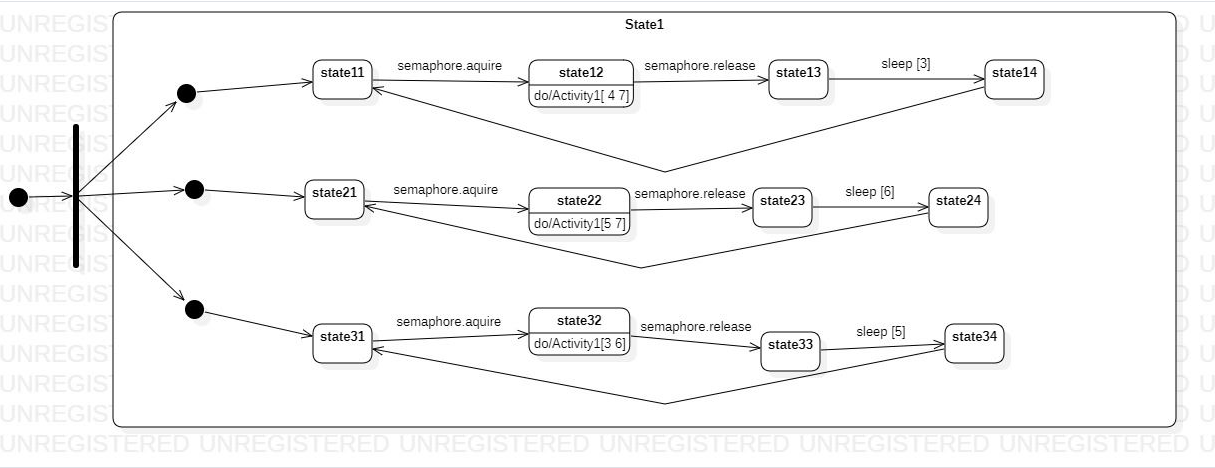 State1
state11
semaphore.aquire
state12
do/Activity1[ 4 7]
semaphore.release
state13
sleep [3]
state14
state21
semaphore.aquire
state22
do/Activity1[5 7]
semaphore.release
state23
sleep [6]
state24
state31
semaphore.aquire
state32
do/Activity1[3 6]
semaphore.release
state33
sleep [5]
state34
UNREGISTERED UNREGISTERED UNREGISTERED UNREGISTERED UNREGISTERED UNREGISTERED